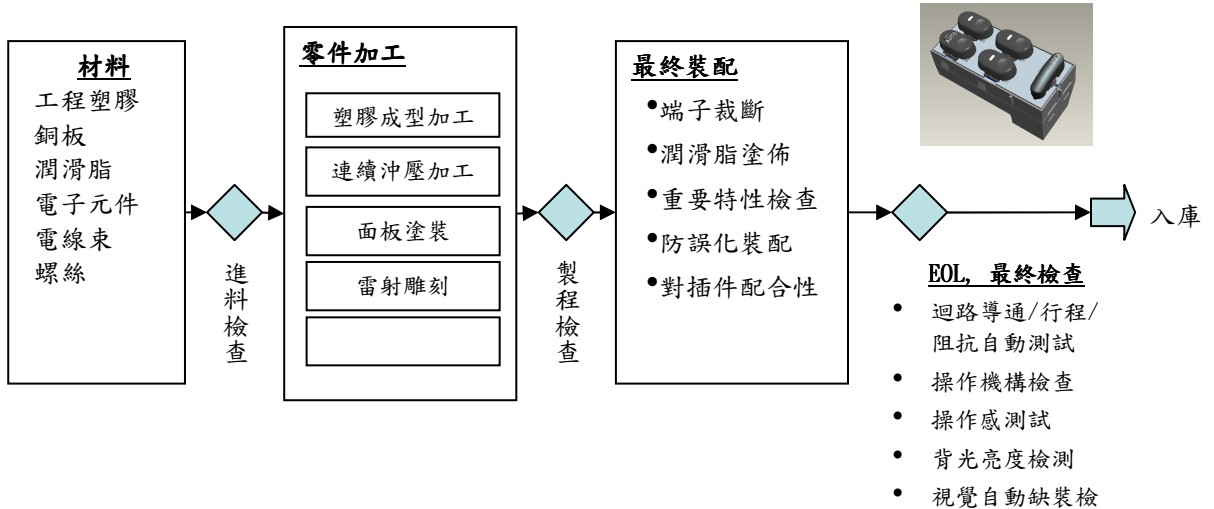 材料
工程塑膠
銅板
潤滑脂
電子元件
電線束
螺絲
進料檢查
零件加工
塑膠成型加工
連續沖壓加工
面板塗裝
雷射雕刻
製程檢查
最終裝配
•端子裁斷
•潤滑脂塗佈
•重要特性檢查
•防誤化裝配
•對插件配合性
入庫
EOL, 最終檢查
• 迴路導通/行程/
阻抗自動測試
• 操作機構檢查
• 操作感測試
• 背光亮度檢測
• 視覺自動缺裝檢